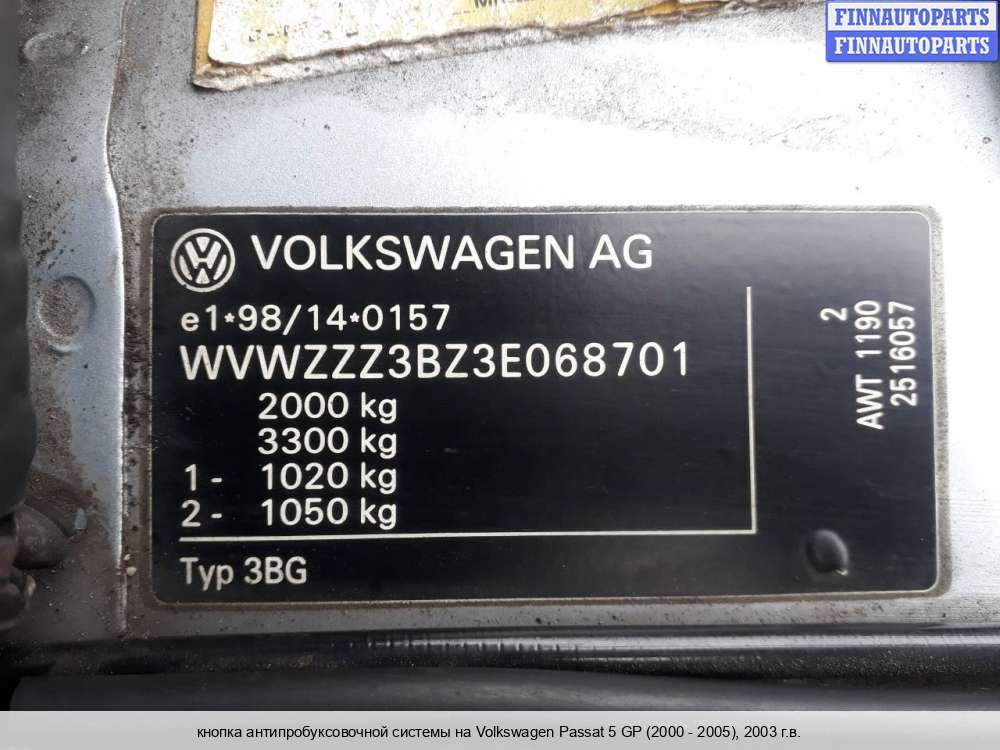 FINNAUTOPARTS
FINNAUTOPARTS
VOLKSWAGEN AG
e1*98/14*0157
WVWZZZ3BZ3E068701
2000 kg
3300 kg
1 - 1020 kg
2 - 1050 kg
Typ 3BG
2
AWT 1190
2516057
кнопка антипробуксовочной системы на Volkswagen Passat 5 GP (2000 - 2005), 2003 г.в.